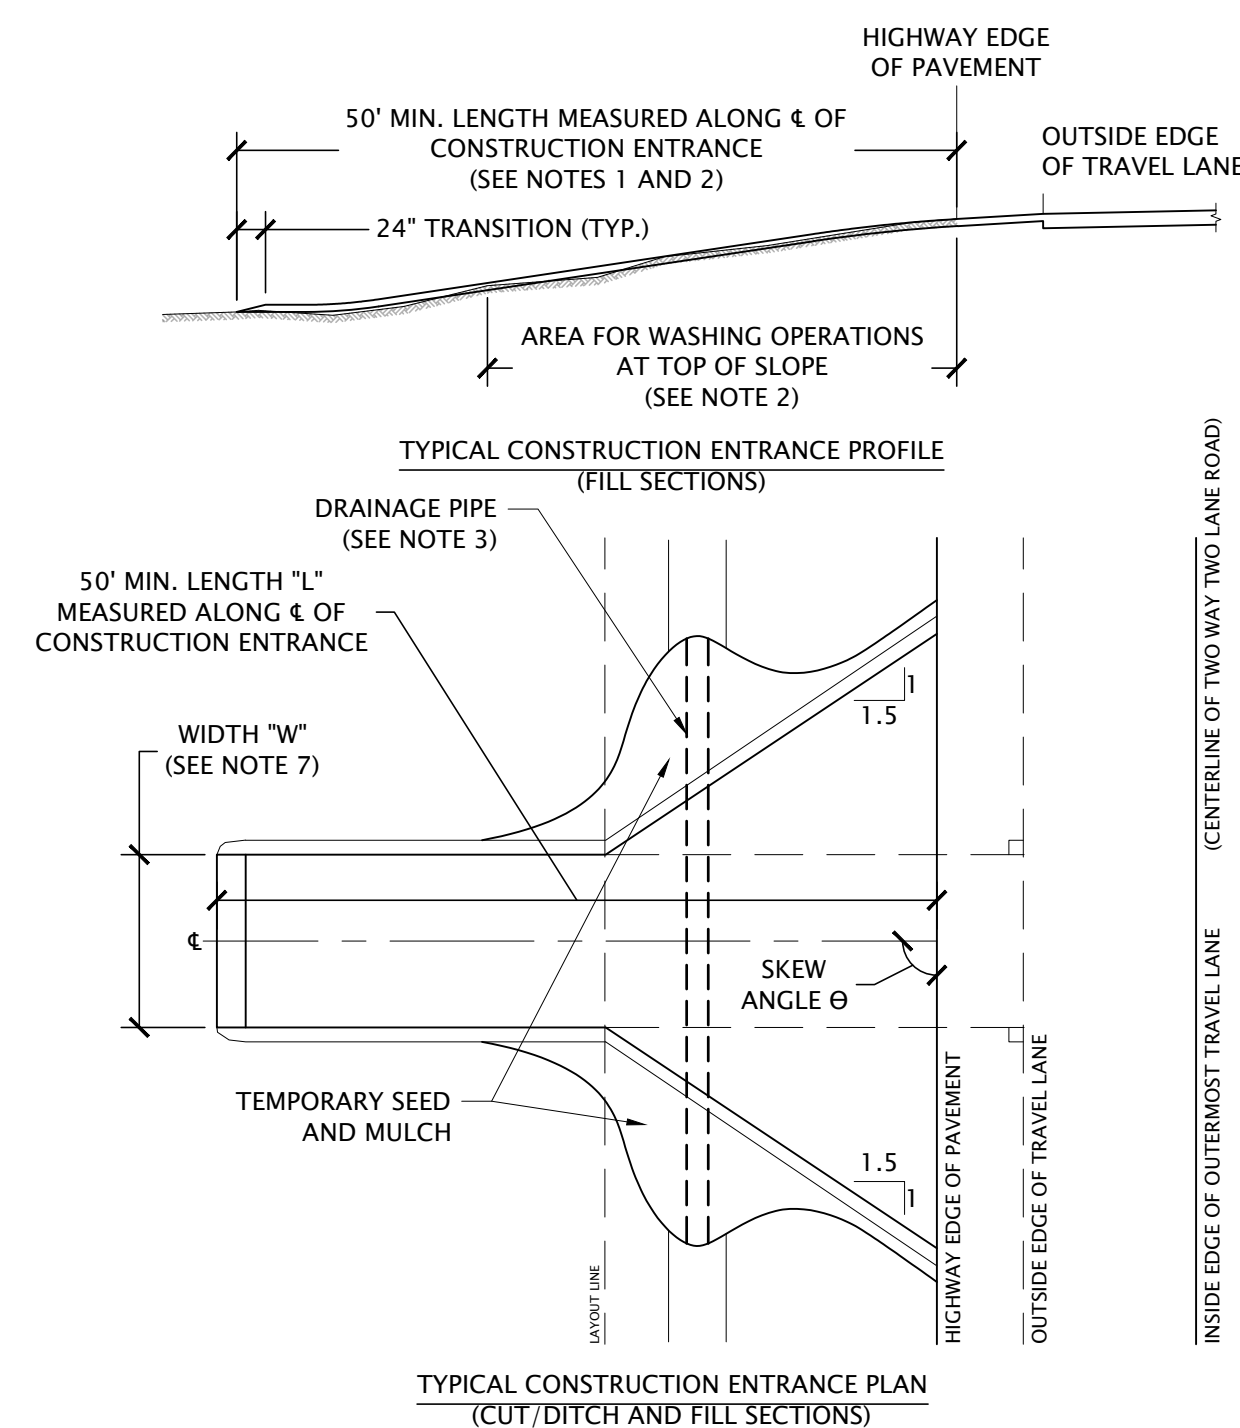 HIGHWAY EDGE
OF PAVEMENT
50' MIN. LENGTH MEASURED ALONG ℄ OF
CONSTRUCTION ENTRANCE
(SEE NOTES 1 AND 2)
OUTSIDE EDGE
OF TRAVEL LANE
24" TRANSITION (TYP.)
AREA FOR WASHING OPERATIONS
AT TOP OF SLOPE
(SEE NOTE 2)
TYPICAL CONSTRUCTION ENTRANCE PROFILE
(FILL SECTIONS)
DRAINAGE PIPE
(SEE NOTE 3)
50' MIN. LENGTH "L"
MEASURED ALONG ℄ OF
CONSTRUCTION ENTRANCE
1
1.5
WIDTH "W"
(SEE NOTE 7)
℄
SKEW
ANGLE Θ
TEMPORARY SEED
AND MULCH
1.5
1
LAYOUT LINE
HIGHWAY EDGE OF PAVEMENT
OUTSIDE EDGE OF TRAVEL LANE
INSIDE EDGE OF OUTERMOST TRAVEL LANE
(CENTERLINE OF TWO WAY TWO LANE ROAD)
TYPICAL CONSTRUCTION ENTRANCE PLAN
(CUT/DITCH AND FILL SECTIONS)